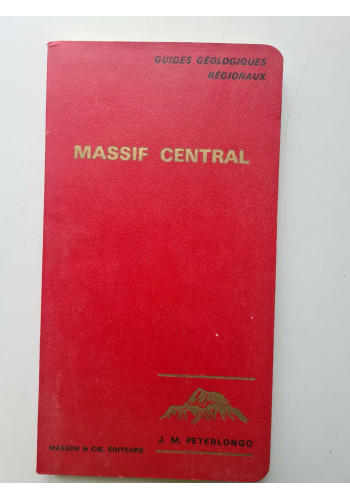 GUIDES GÉOLOGIQUES
RÉGIONAUX
MASSIF CENTRAL
J. M. PETERLONGO
MASSON & CIE, ÉDITEURS